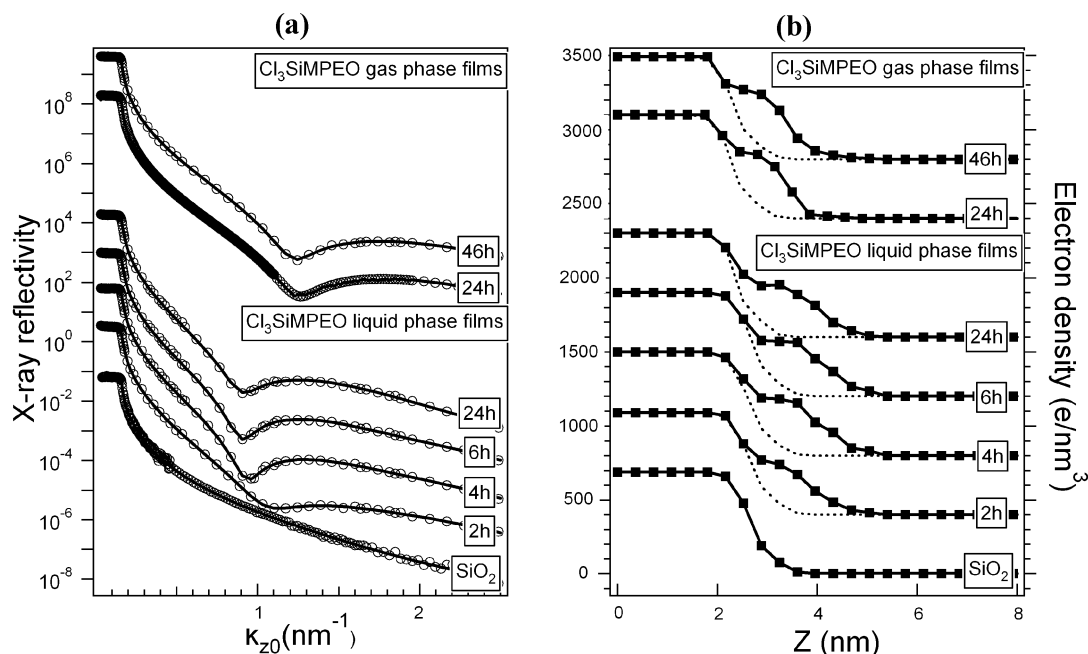 (a)
X-ray reflectivity
10^8
10^6
10^4
10^2
10^0
10^-2
10^-4
10^-6
10^-8
Cl₃SiMPEO gas phase films
46h
24h
Cl₃SiMPEO liquid phase films
24h
6h
4h
2h
SiO₂
1
2
κ_z0(nm^-1)
(b)
3500
3000
2500
2000
1500
1000
500
0
Cl₃SiMPEO gas phase films
46h
24h
Cl₃SiMPEO liquid phase films
24h
6h
4h
2h
SiO₂
0
2
4
6
8
Z (nm)
Electron density (e/nm³)